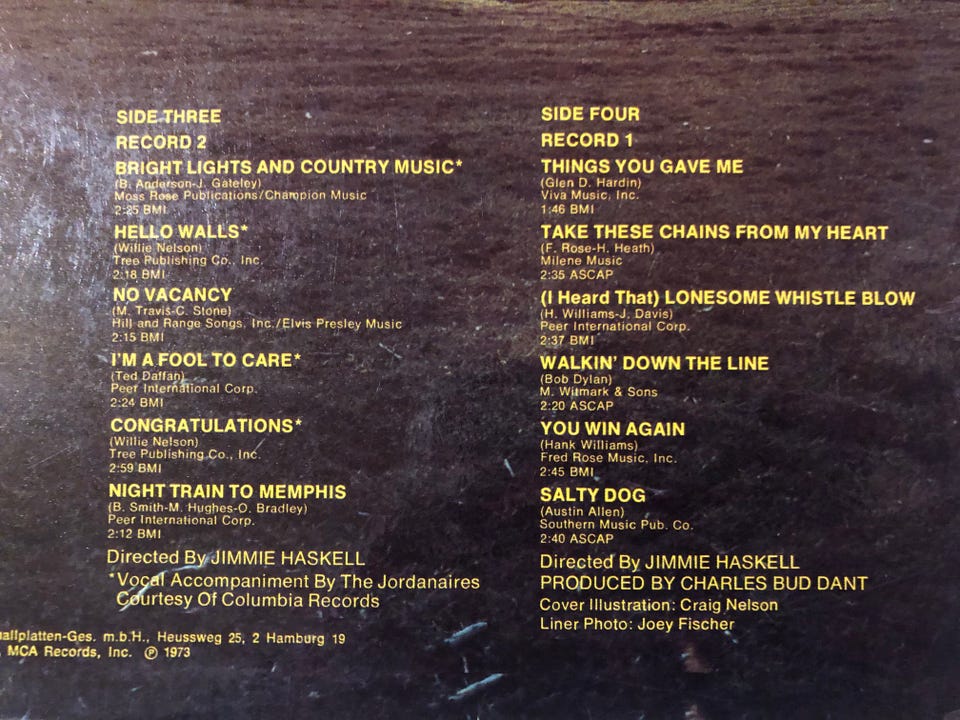 SIDE THREE
RECORD 2
BRIGHT LIGHTS AND COUNTRY MUSIC*
(B. Anderson-J. Gateley)
Moss Rose Publications/Champion Music
2:25 BMI
HELLO WALLS*
(Willie Nelson)
Tree Publishing Co., Inc.
2:18 BMI
NO VACANCY
(M. Travis-C. Stone)
Hill and Range Songs, Inc./Elvis Presley Music
2:15 BMI
I'M A FOOL TO CARE*
(Ted Daffan)
Peer International Corp.
2:24 BMI
CONGRATULATIONS*
(Willie Nelson)
Tree Publishing Co., Inc.
2:59 BMI
NIGHT TRAIN TO MEMPHIS
(B. Smith-M. Hughes-O. Bradley)
Peer International Corp.
2:12 BMI
Directed By JIMMIE HASKELL
*Vocal Accompaniment By The Jordanaires
Courtesy Of Columbia Records
SIDE FOUR
RECORD 1
THINGS YOU GAVE ME
(Glen D. Hardin)
Viva Music, Inc.
1:46 BMI
TAKE THESE CHAINS FROM MY HEART
(F. Rose-H. Heath)
Milene Music
2:35 ASCAP
(I Heard That) LONESOME WHISTLE BLOW
(H. Williams-J. Davis)
Peer International Corp.
2:37 BMI
WALKIN' DOWN THE LINE
(Bob Dylan)
M. Witmark & Sons
2:20 ASCAP
YOU WIN AGAIN
(Hank Williams)
Fred Rose Music, Inc.
2:45 BMI
SALTY DOG
(Austin Allen)
Southern Music Pub. Co.
2:40 ASCAP
Directed By JIMMIE HASKELL
PRODUCED BY CHARLES BUD DANT
Cover Illustration: Craig Nelson
Liner Photo: Joey Fischer
allplatten-Ges. m.b.H., Heussweg 25, 2 Hamburg 19
MCA Records, Inc. ℗ 1973